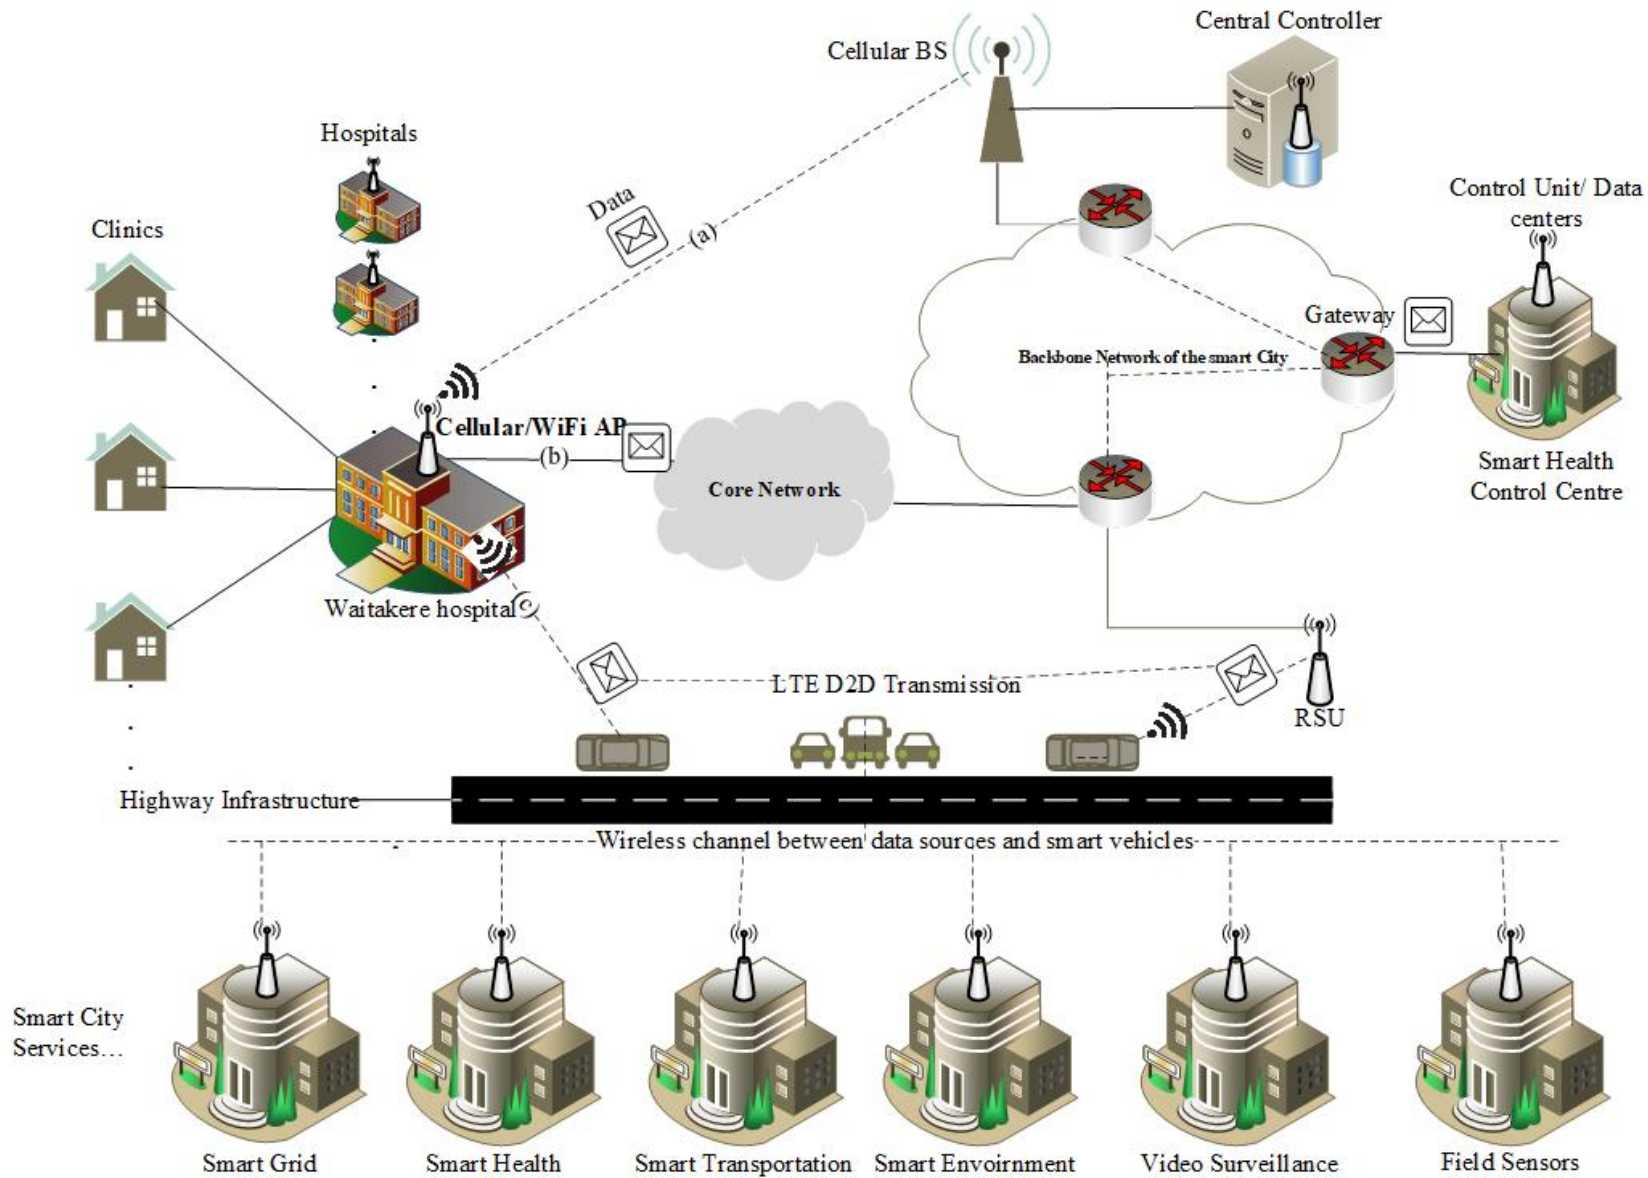 Central Controller
Cellular BS
Hospitals
Control Unit/ Data
centers
Data
Clinics
(a)
Gateway
Backbone Network of the smart City
Cellular/WiFi AP
(b)
Core Network
Smart Health
Control Centre
Waitakere hospital
(c)
LTE D2D Transmission
RSU
Highway Infrastructure
Wireless channel between data sources and smart vehicles
Smart City
Services...
Smart Grid
Smart Health
Smart Transportation
Smart Envoirnment
Video Surveillance
Field Sensors